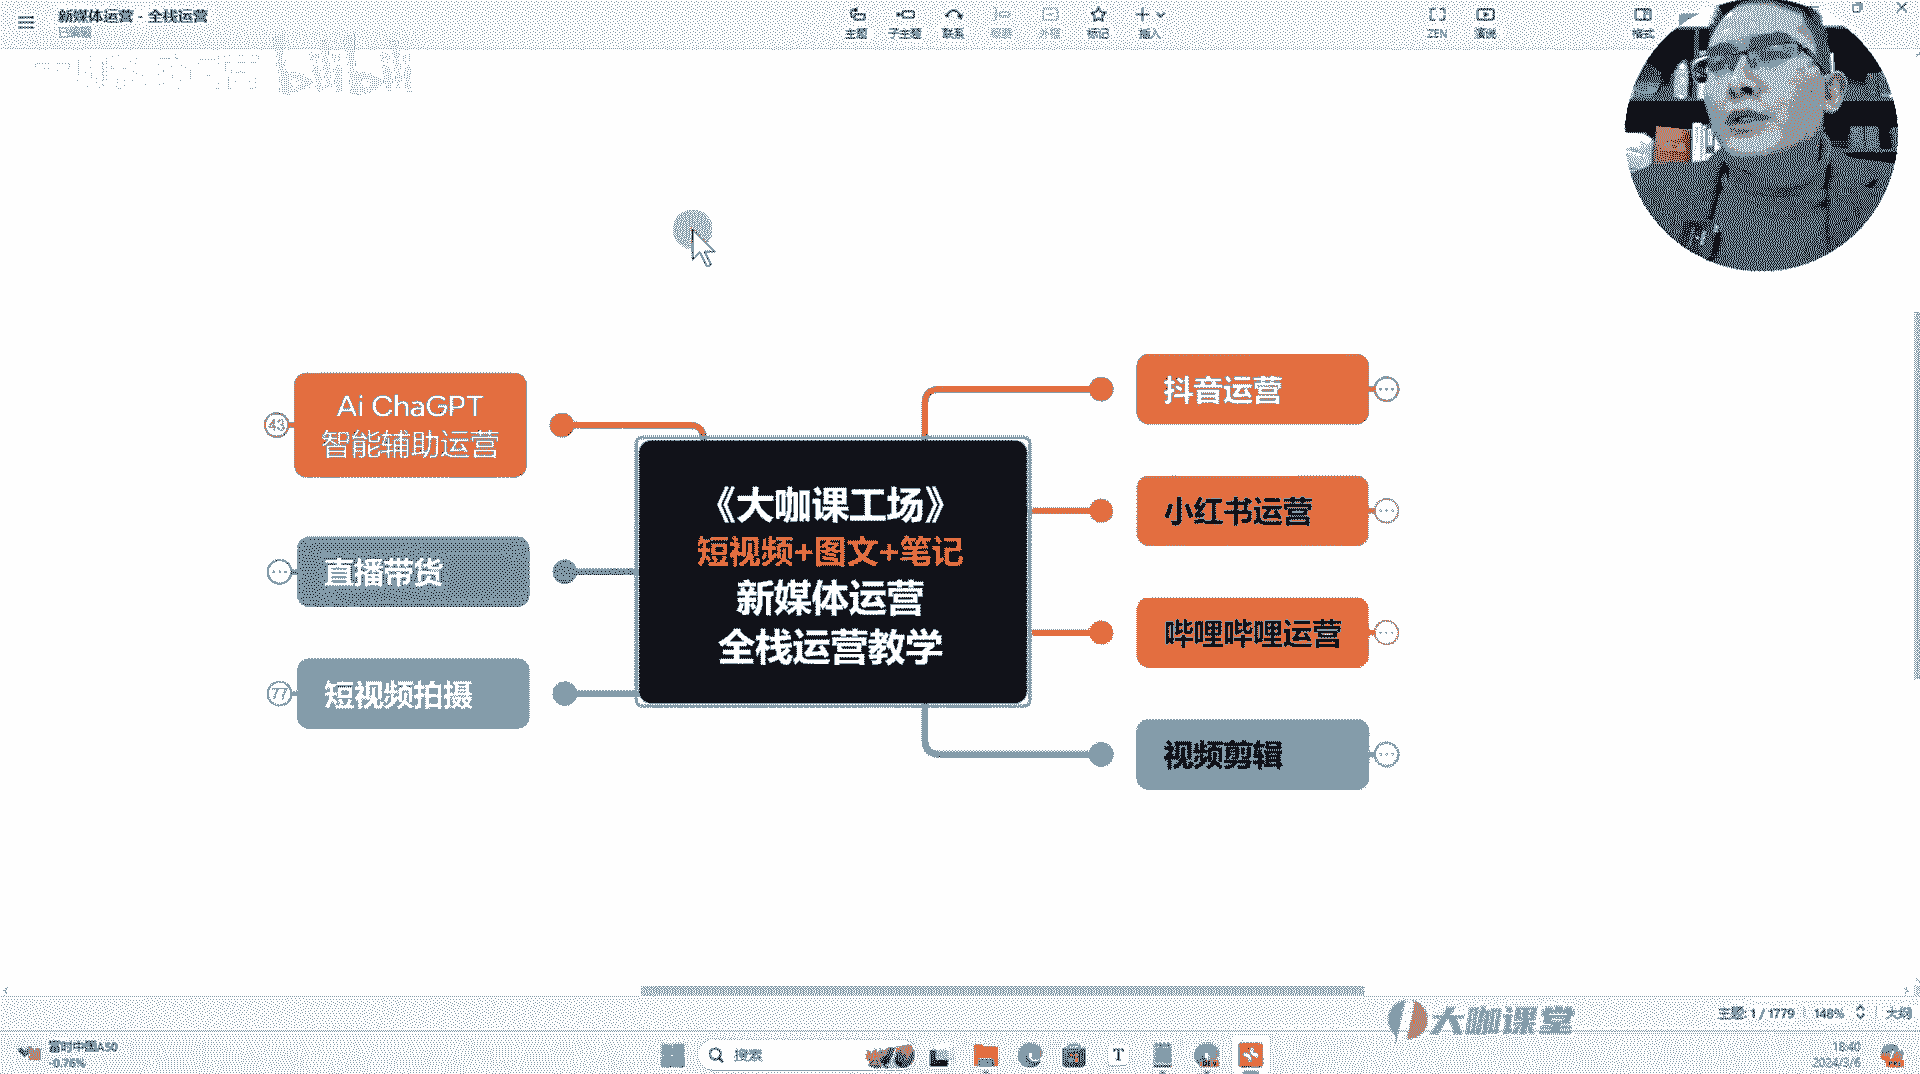 新媒体运营 - 全栈运营
已编辑
主题
子主题
联系
概要
外框
标记
插入
ZEN
演说
格式
Ai ChaGPT
智能辅助运营
43
直播带货
短视频拍摄
77
《大咖课工场》
短视频+图文+笔记
新媒体运营
全栈运营教学
抖音运营
小红书运营
哔哩哔哩运营
视频剪辑
大咖课堂
主题: 1 / 1779
148%
大纲
富时中国A50
-0.76%
搜索
18:40
2024/3/6